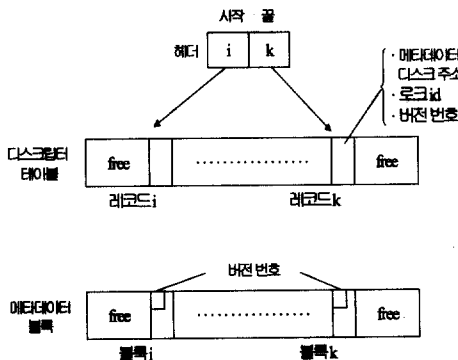 시작 끝
헤더 i k
· 메타데이터
디스크 주소
· 로크 id
· 버전 번호
디스크립터
테이블
free free
레코드 i 레코드 k
버전 번호
메타데이터
블록
free free
블록 i 블록 k